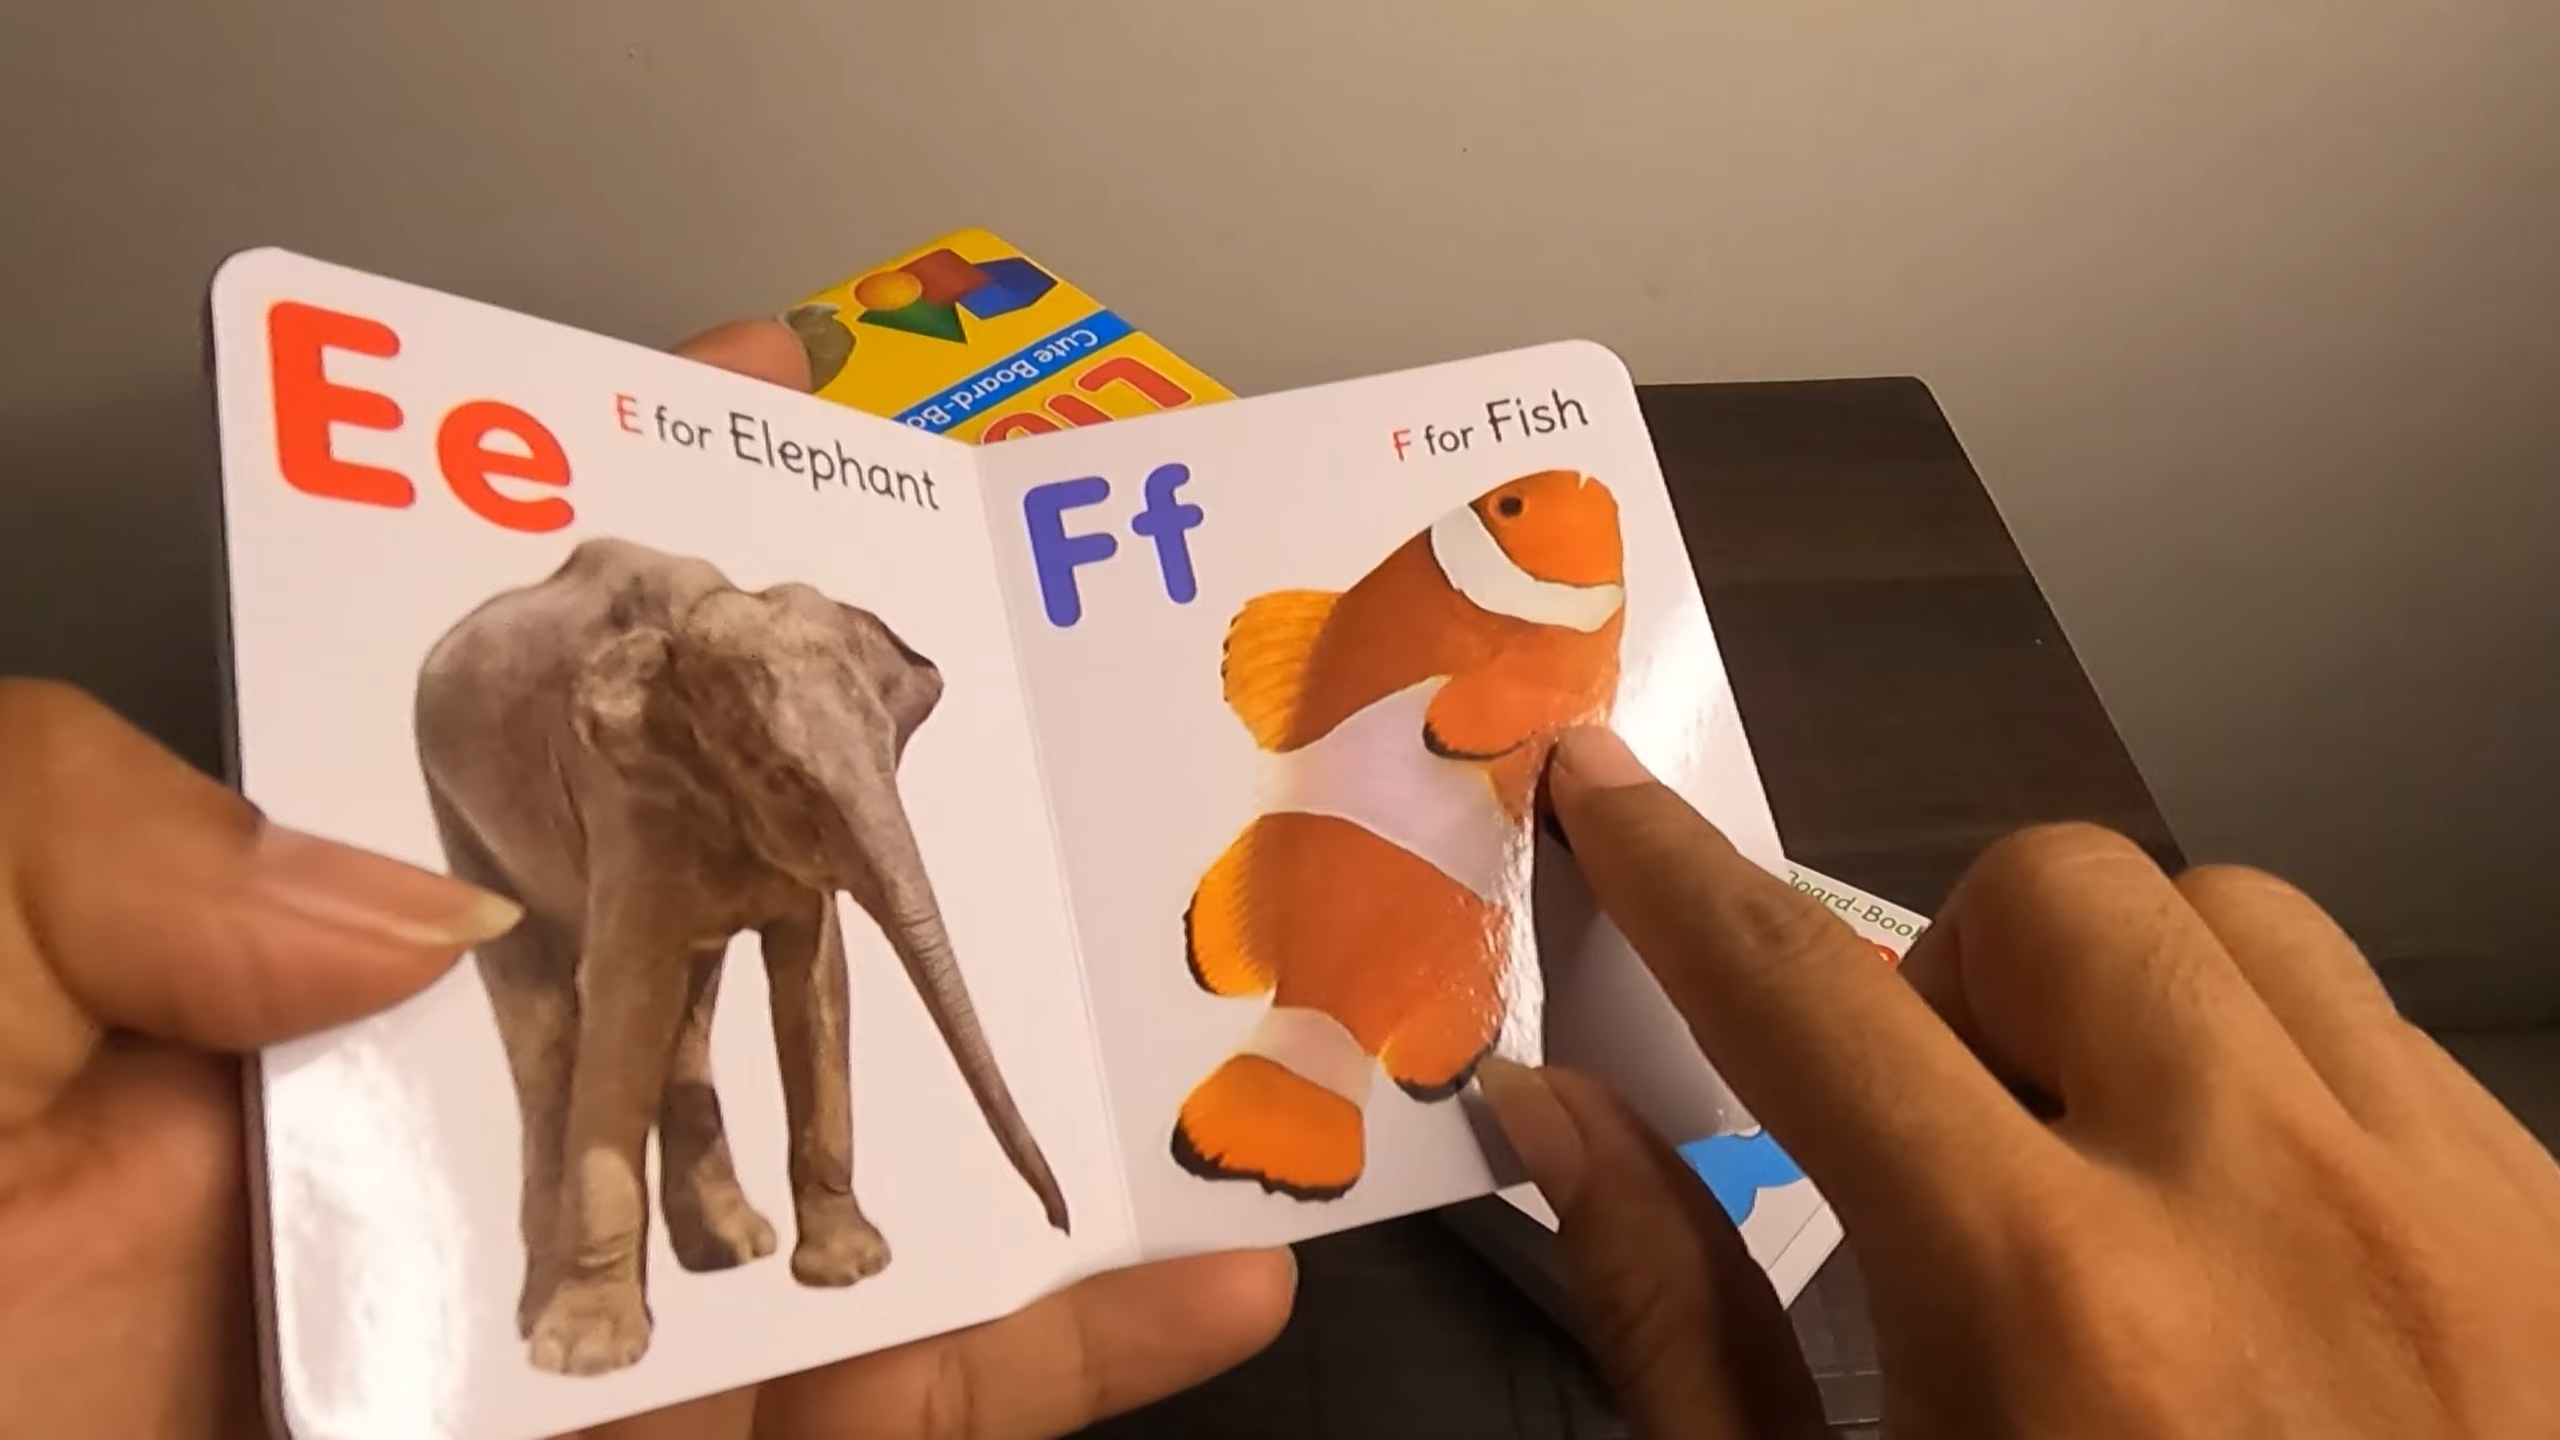 Ee
E for Elephant
Ff
F for Fish
Cute Board-Bo
Board-Book